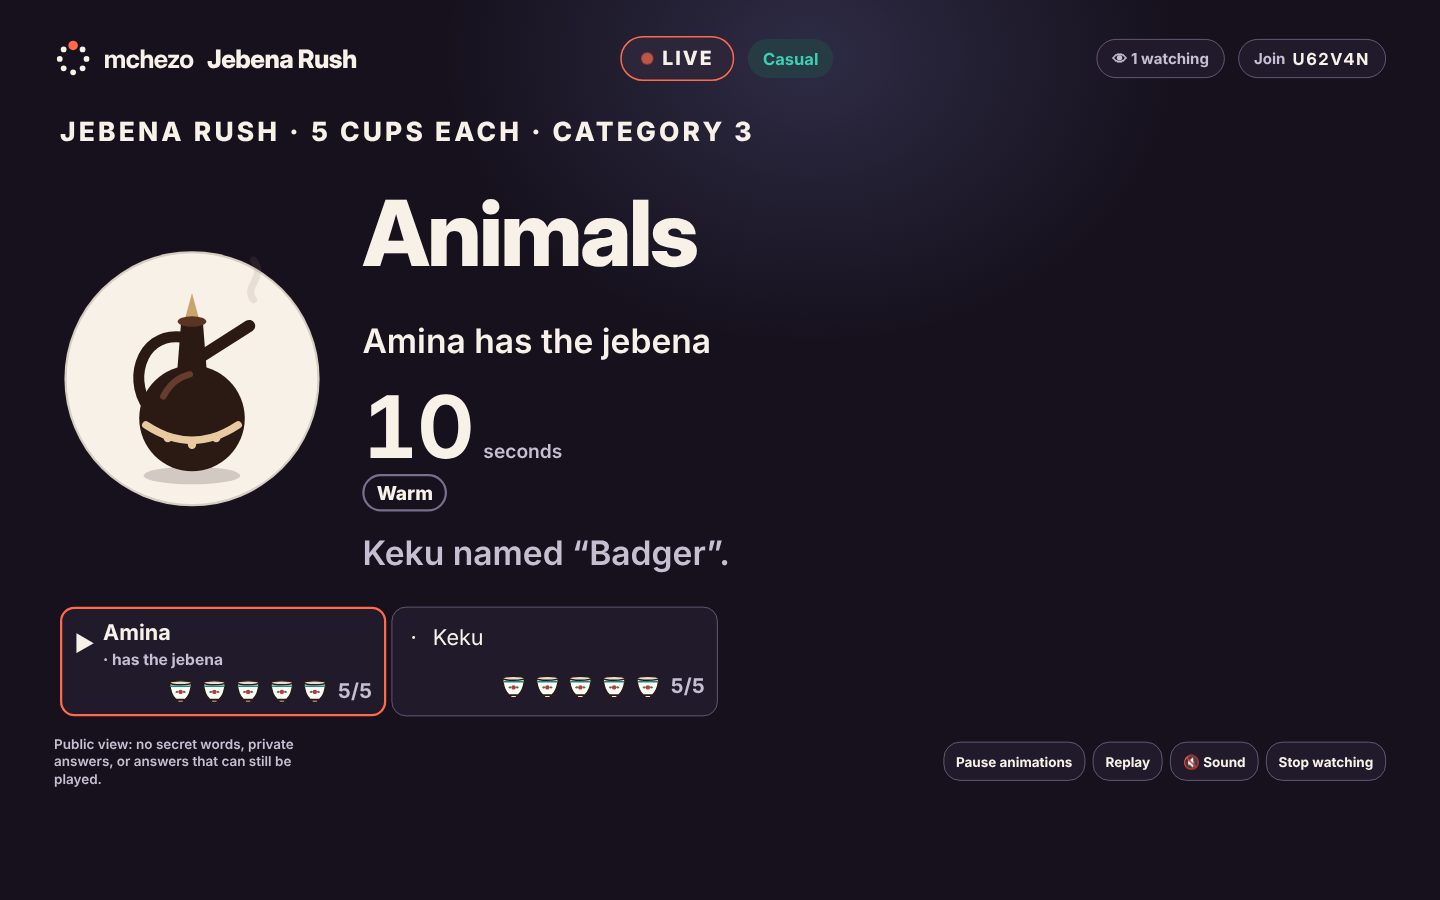 mchezo Jebena Rush
LIVE
Casual
1 watching
Join U62V4N
JEBENA RUSH · 5 CUPS EACH · CATEGORY 3
Animals
Amina has the jebena
10 seconds
Warm
Keku named “Badger”.
Amina
· has the jebena
5/5
· Keku
5/5
Public view: no secret words, private
answers, or answers that can still be
played.
Pause animations
Replay
Sound
Stop watching